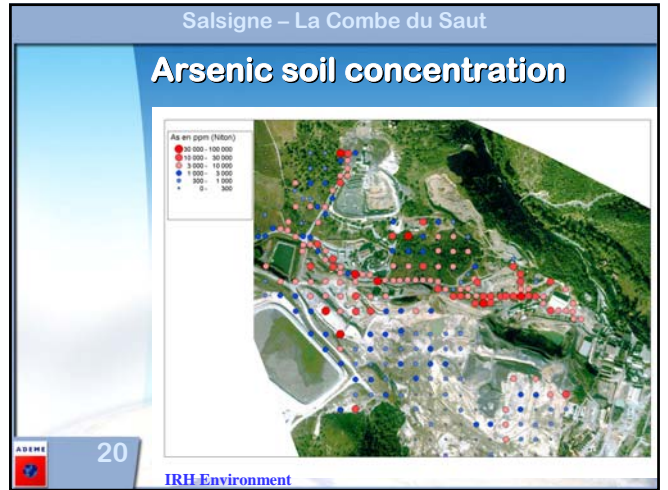 Salsigne – La Combe du Saut
Arsenic soil concentration
As en ppm (Niton)
30 000 - 100 000
10 000 - 30 000
3 000 - 10 000
1 000 - 3 000
300 - 1 000
0 - 300
ADEME
20
IRH Environment